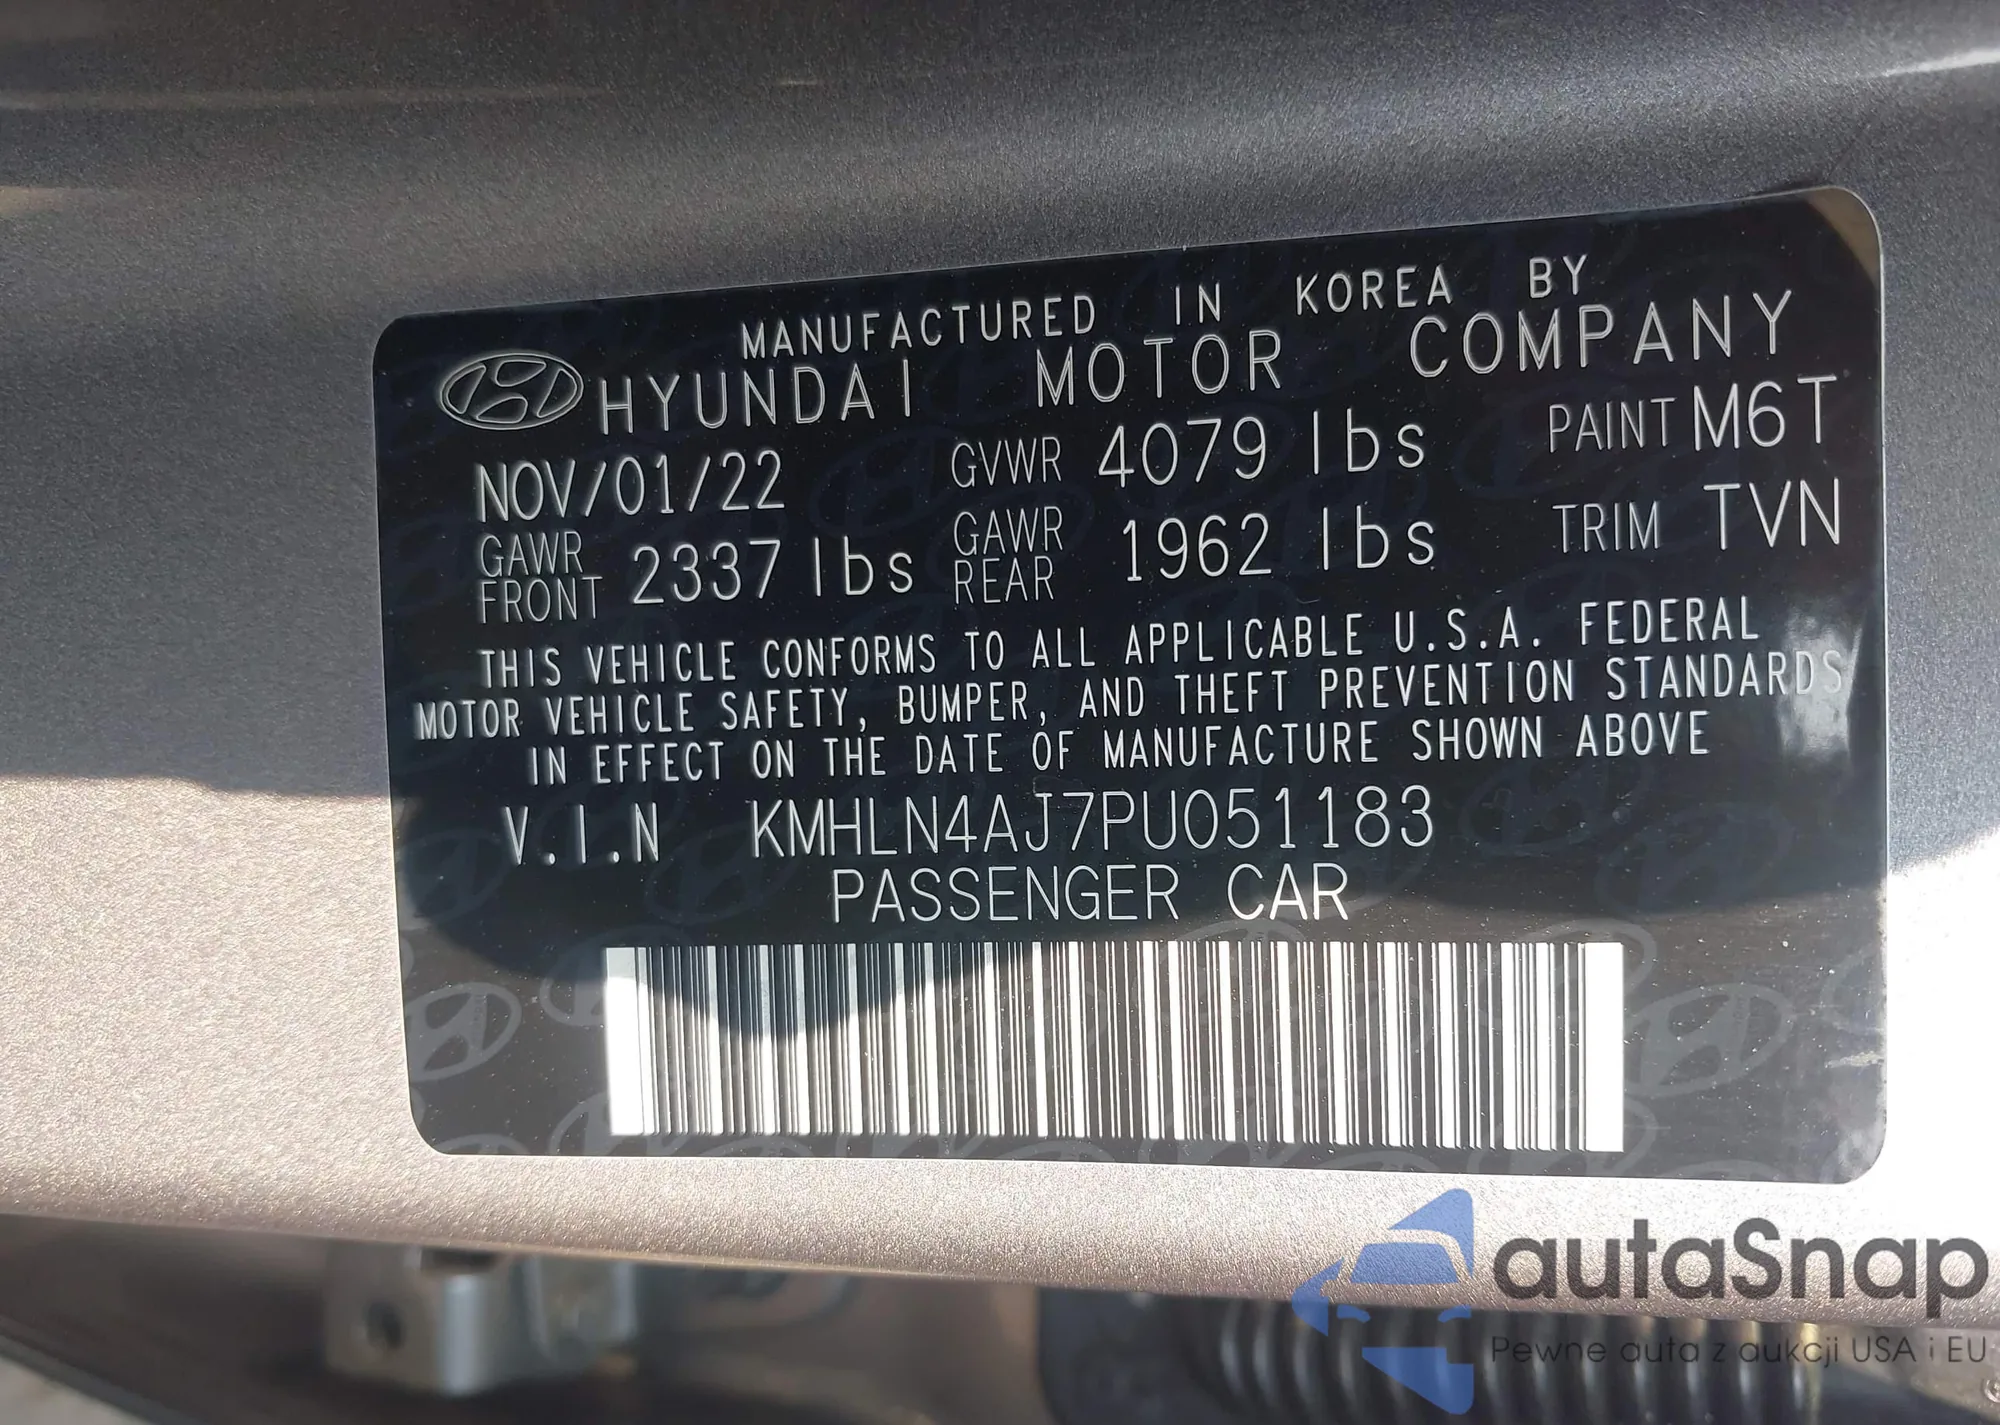 MANUFACTURED IN KOREA BY
HYUNDAI MOTOR COMPANY
NOV/01/22 GVWR 4079 lbs PAINT M6T
GAWR FRONT 2337 lbs GAWR REAR 1962 lbs TRIM TVN
THIS VEHICLE CONFORMS TO ALL APPLICABLE U.S.A. FEDERAL
MOTOR VEHICLE SAFETY, BUMPER, AND THEFT PREVENTION STANDARDS
IN EFFECT ON THE DATE OF MANUFACTURE SHOWN ABOVE
V.I.N KMHLN4AJ7PU051183
PASSENGER CAR
autaSnap
Pewne auta z aukcji USA i EU